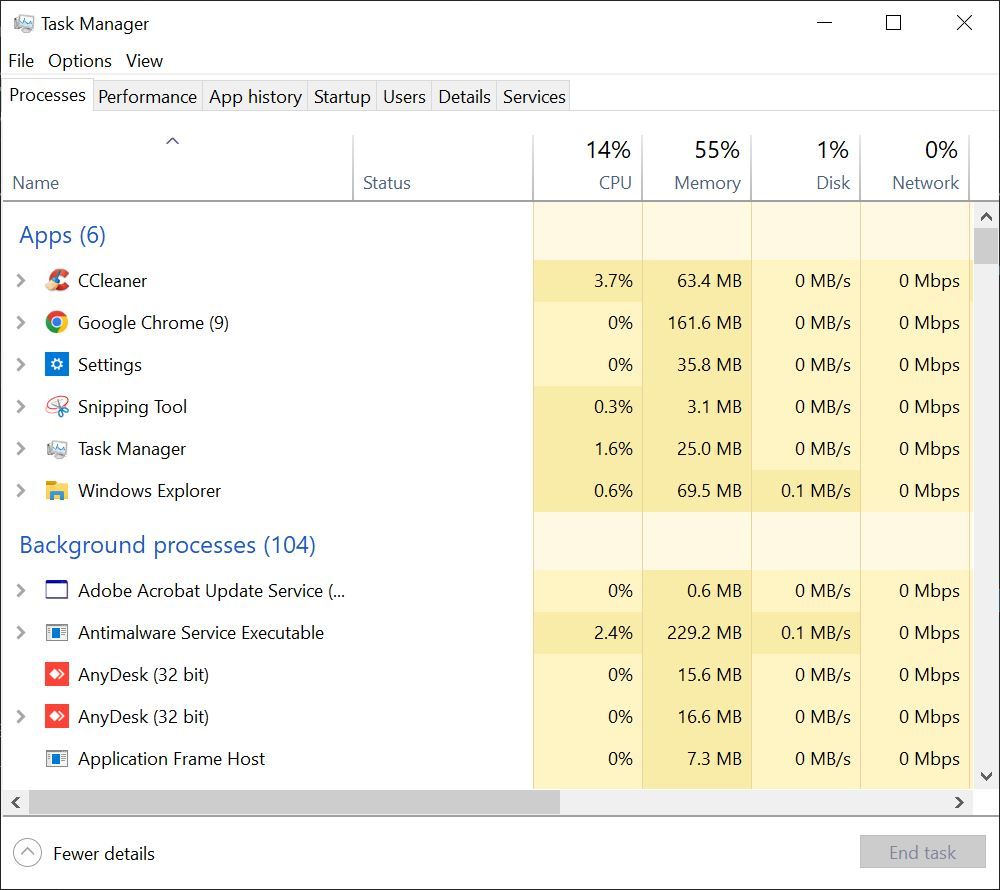 Task Manager
File Options View
Processes Performance App history Startup Users Details Services
14% 55% 1% 0%
Name Status CPU Memory Disk Network
Apps (6)
CCleaner 3.7% 63.4 MB 0 MB/s 0 Mbps
Google Chrome (9) 0% 161.6 MB 0 MB/s 0 Mbps
Settings 0% 35.8 MB 0 MB/s 0 Mbps
Snipping Tool 0.3% 3.1 MB 0 MB/s 0 Mbps
Task Manager 1.6% 25.0 MB 0 MB/s 0 Mbps
Windows Explorer 0.6% 69.5 MB 0.1 MB/s 0 Mbps
Background processes (104)
Adobe Acrobat Update Service (... 0% 0.6 MB 0 MB/s 0 Mbps
Antimalware Service Executable 2.4% 229.2 MB 0.1 MB/s 0 Mbps
AnyDesk (32 bit) 0% 15.6 MB 0 MB/s 0 Mbps
AnyDesk (32 bit) 0% 16.6 MB 0 MB/s 0 Mbps
Application Frame Host 0% 7.3 MB 0 MB/s 0 Mbps
Fewer details End task